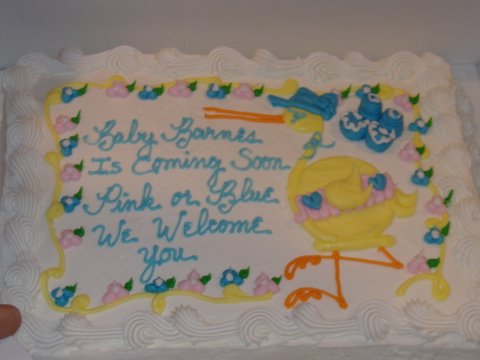 Baby Barnes
Is Coming Soon
Pink or Blue
We Welcome
You